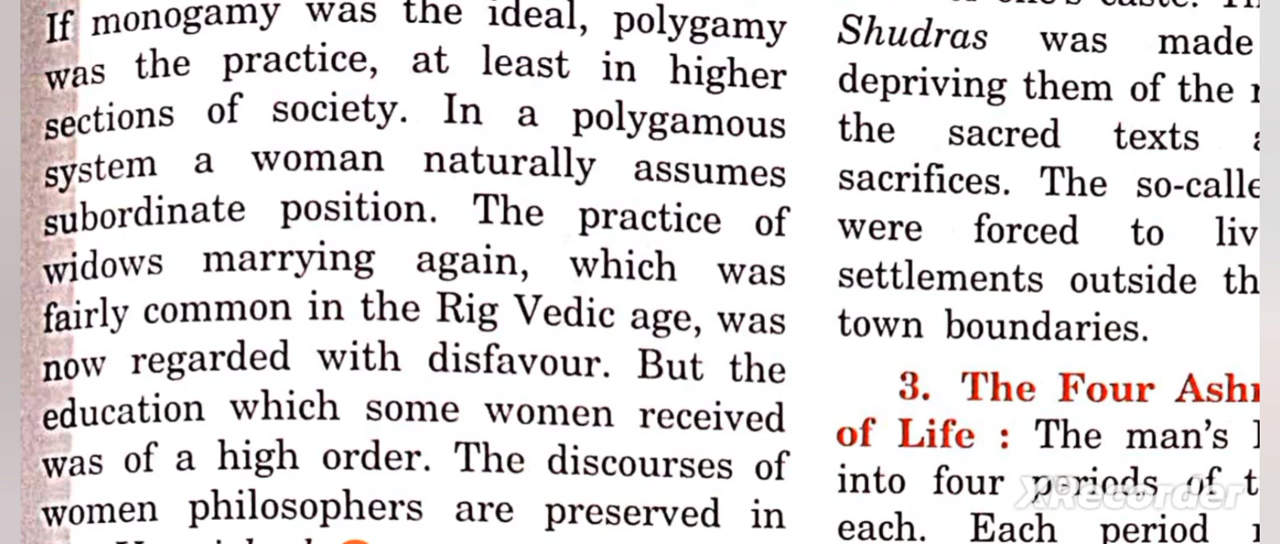 If monogamy was the ideal, polygamy
was the practice, at least in higher
sections of society. In a polygamous
system a woman naturally assumes
subordinate position. The practice of
widows marrying again, which was
fairly common in the Rig Vedic age, was
now regarded with disfavour. But the
education which some women received
was of a high order. The discourses of
women philosophers are preserved in
Shudras was made
depriving them of the
the sacred texts
sacrifices. The so-calle
were forced to liv
settlements outside th
town boundaries.
3. The Four Ash
of Life : The man's
into four periods of t
each. Each period
XRecorder